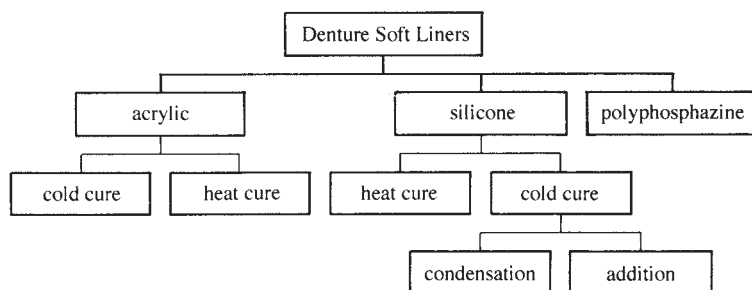 Denture Soft Liners
acrylic
silicone
polyphosphazine
cold cure
heat cure
heat cure
cold cure
condensation
addition